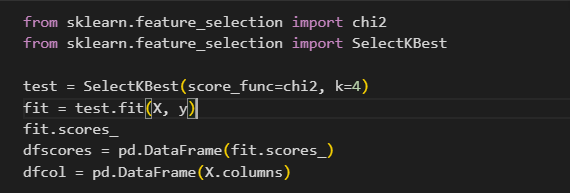 from sklearn.feature_selection import chi2
from sklearn.feature_selection import SelectKBest
test = SelectKBest(score_func=chi2, k=4)
fit = test.fit(X, y)
fit.scores_
dfscores = pd.DataFrame(fit.scores_)
dfcol = pd.DataFrame(X.columns)